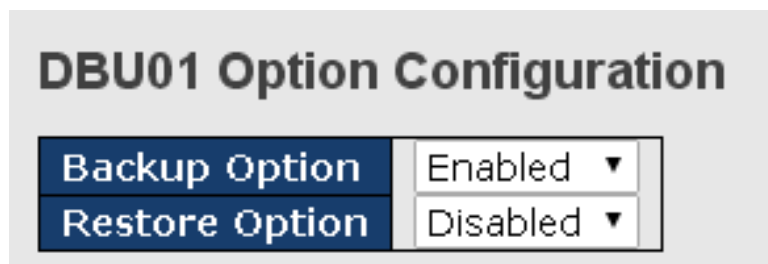 DBU01 Option Configuration
Backup Option Enabled
Restore Option Disabled